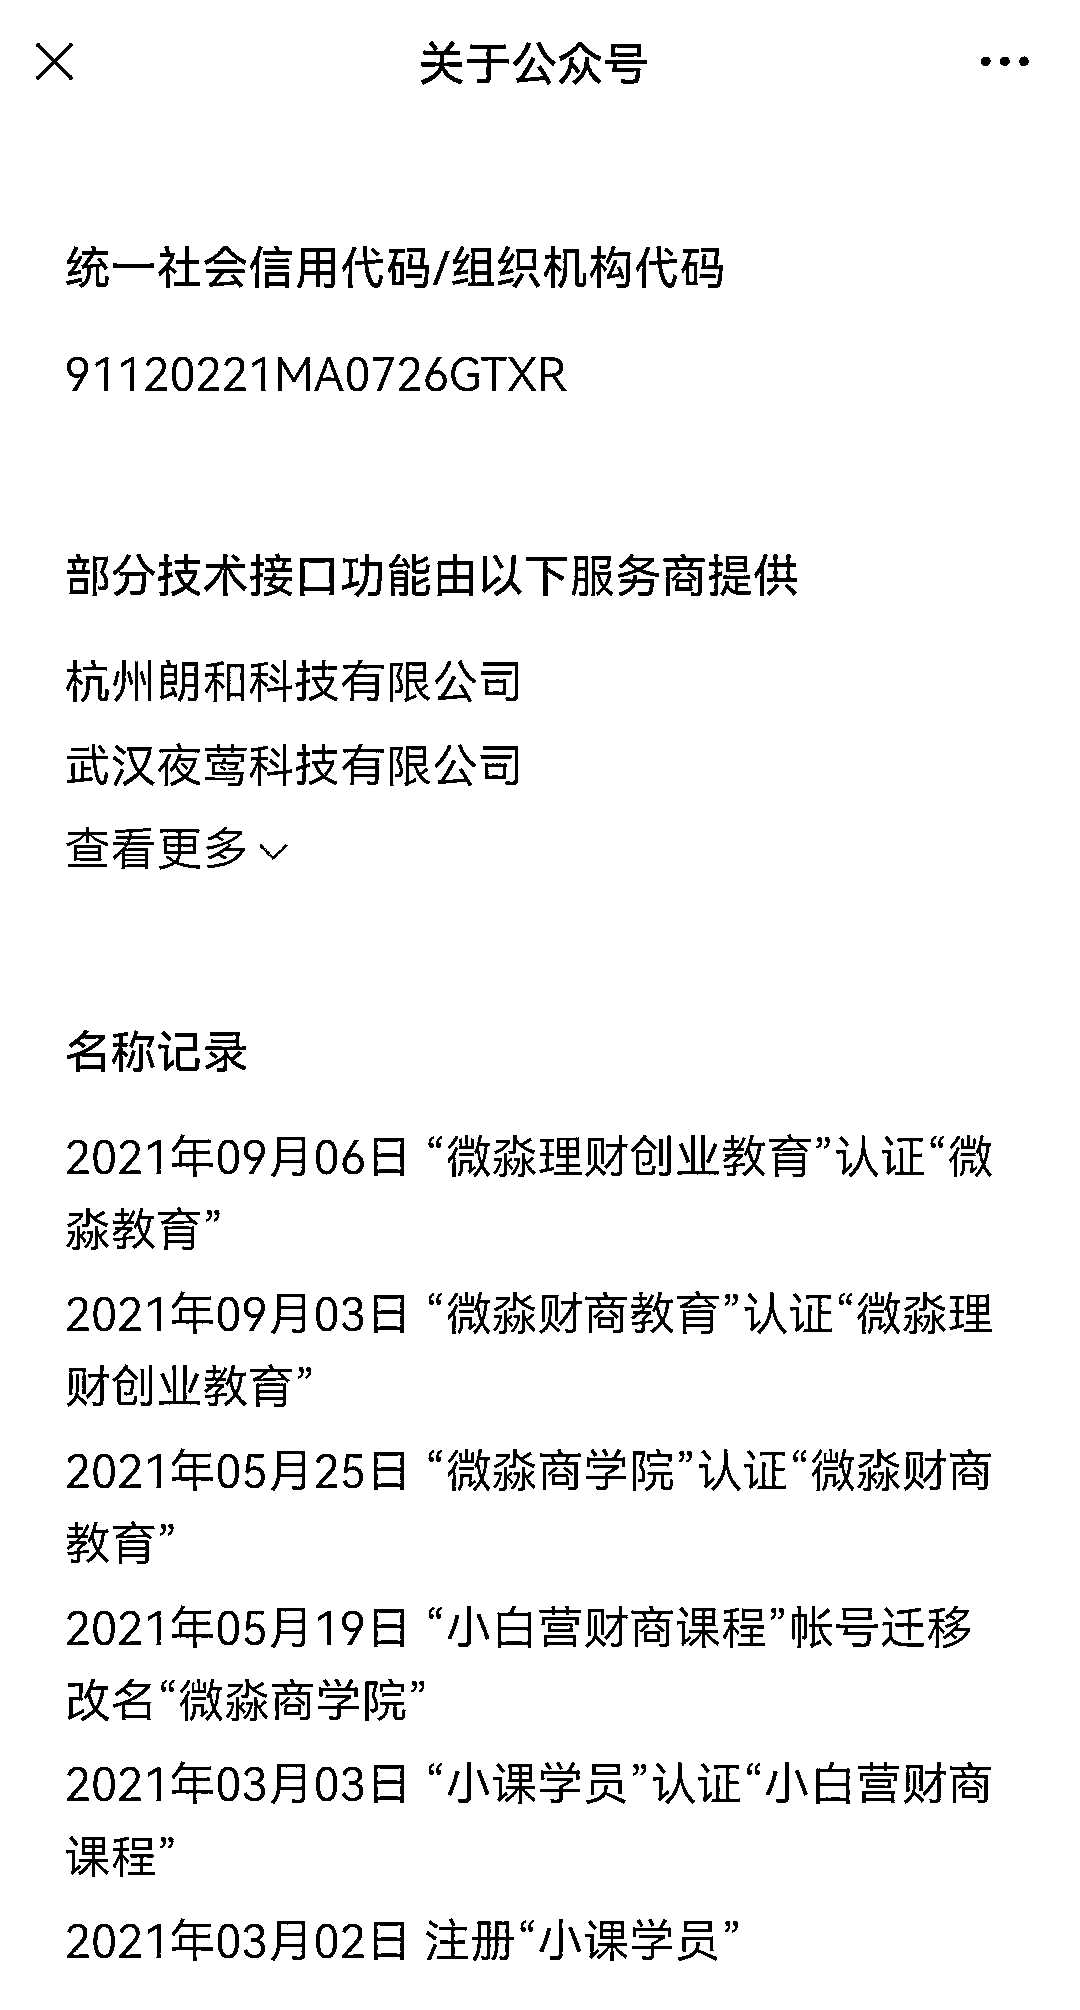 关于公众号
统一社会信用代码/组织机构代码
91120221MA0726GTXR
部分技术接口功能由以下服务商提供
杭州朗和科技有限公司
武汉夜莺科技有限公司
查看更多
名称记录
2021年09月06日 “微淼理财创业教育”认证“微
淼教育”
2021年09月03日 “微淼财商教育”认证“微淼理
财创业教育”
2021年05月25日 “微淼商学院”认证“微淼财商
教育”
2021年05月19日 “小白营财商课程”帐号迁移
改名“微淼商学院”
2021年03月03日 “小课学员”认证“小白营财商
课程”
2021年03月02日 注册“小课学员”